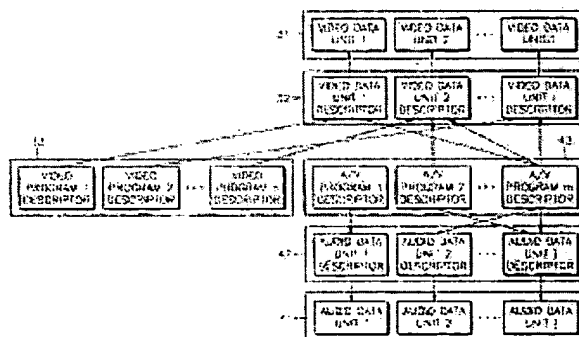 VIDEO DATA UNIT 1
VIDEO DATA UNIT 2
VIDEO DATA
VIDEO DATA UNIT DESCRIPTOR
VIDEO DATA UNIT 2 DESCRIPTOR
VIDEO DATA UNIT DESCRIPTOR
VIDEO PROGRAM 1 DESCRIPTOR
VIDEO PROGRAM 2 DESCRIPTOR
VIDEO PROGRAM DESCRIPTOR
43
A/V PROGRAM 1 DESCRIPTOR
A/V PROGRAM 2 DESCRIPTOR
A/V PROGRAM m DESCRIPTOR
AUDIO DATA UNIT 1 DESCRIPTOR
AUDIO DATA UNIT 2 DESCRIPTOR
AUDIO DATA UNIT DESCRIPTOR
AUDIO DATA UNIT 1
AUDIO DATA UNIT 2
AUDIO DATA UNIT